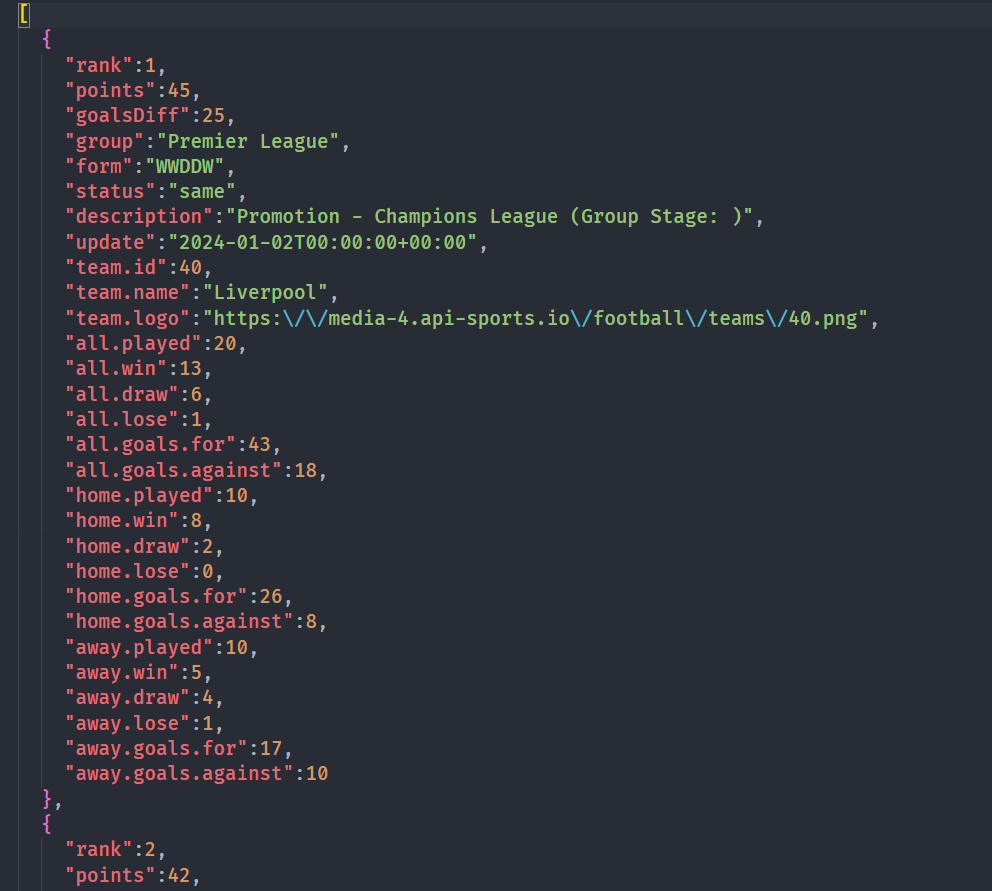 [
{
"rank":1,
"points":45,
"goalsDiff":25,
"group":"Premier League",
"form":"WWDDW",
"status":"same",
"description":"Promotion - Champions League (Group Stage: )",
"update":"2024-01-02T00:00:00+00:00",
"team.id":40,
"team.name":"Liverpool",
"team.logo":"https:\/\/media-4.api-sports.io\/football\/teams\/40.png",
"all.played":20,
"all.win":13,
"all.draw":6,
"all.lose":1,
"all.goals.for":43,
"all.goals.against":18,
"home.played":10,
"home.win":8,
"home.draw":2,
"home.lose":0,
"home.goals.for":26,
"home.goals.against":8,
"away.played":10,
"away.win":5,
"away.draw":4,
"away.lose":1,
"away.goals.for":17,
"away.goals.against":10
},
{
"rank":2,
"points":42,